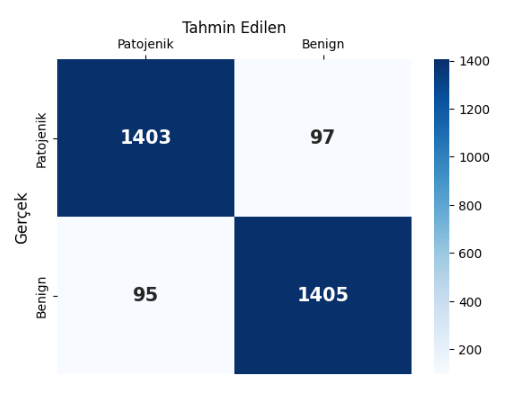 Tahmin Edilen
Patojenik Benign
Gerçek
Patojenik 1403 97
Benign 95 1405
1400
1200
1000
800
600
400
200